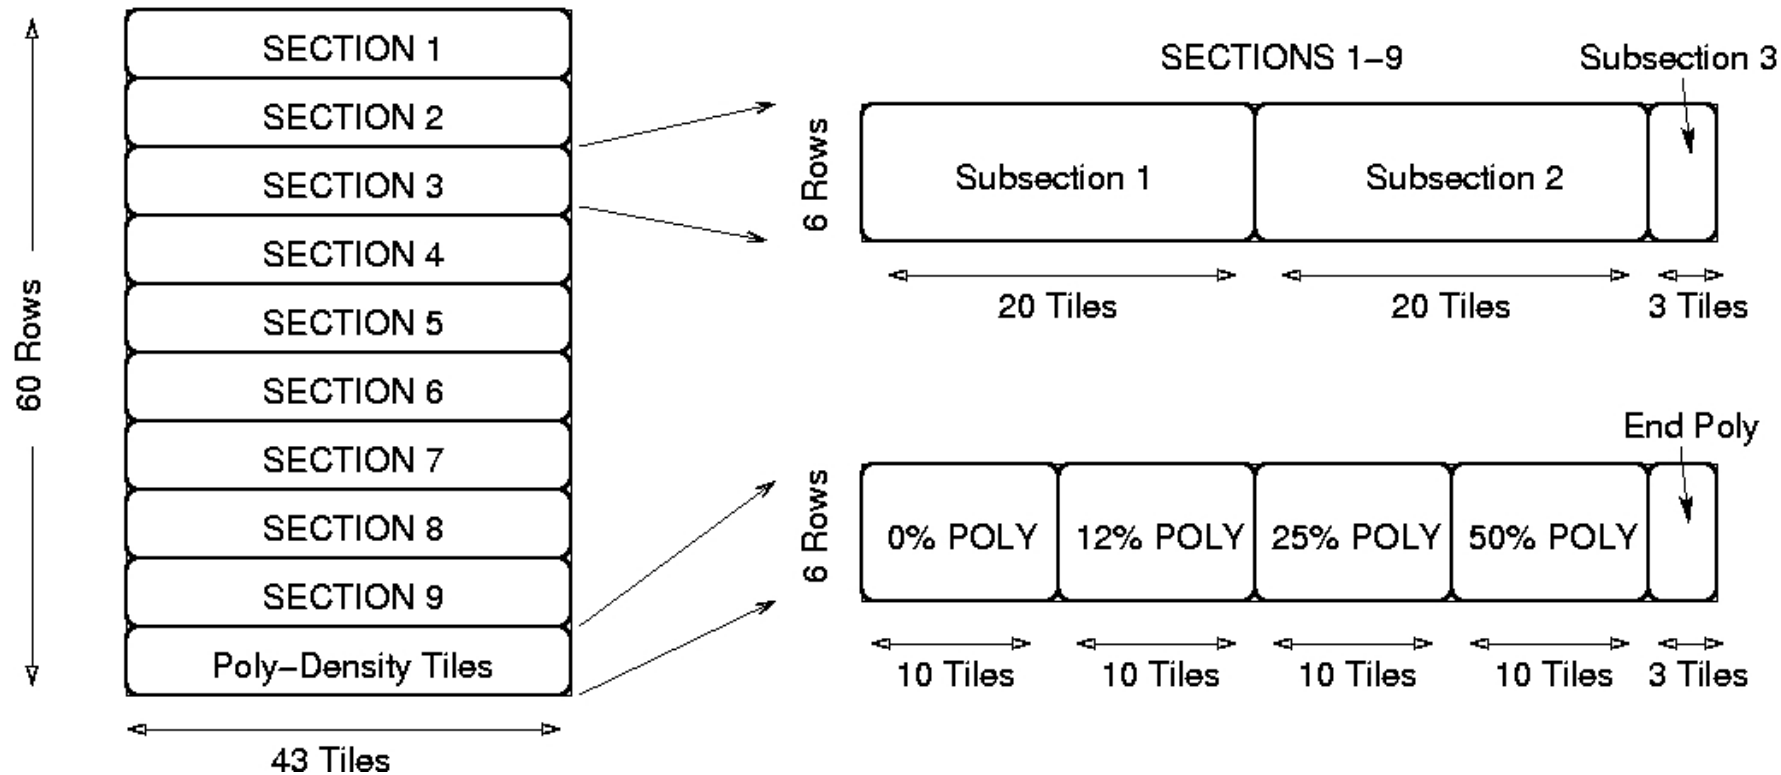 60 Rows
SECTION 1
SECTION 2
SECTION 3
SECTION 4
SECTION 5
SECTION 6
SECTION 7
SECTION 8
SECTION 9
Poly-Density Tiles
43 Tiles
SECTIONS 1-9
Subsection 3
6 Rows
Subsection 1
Subsection 2
20 Tiles
20 Tiles
3 Tiles
End Poly
6 Rows
0% POLY
12% POLY
25% POLY
50% POLY
10 Tiles
10 Tiles
10 Tiles
10 Tiles
3 Tiles